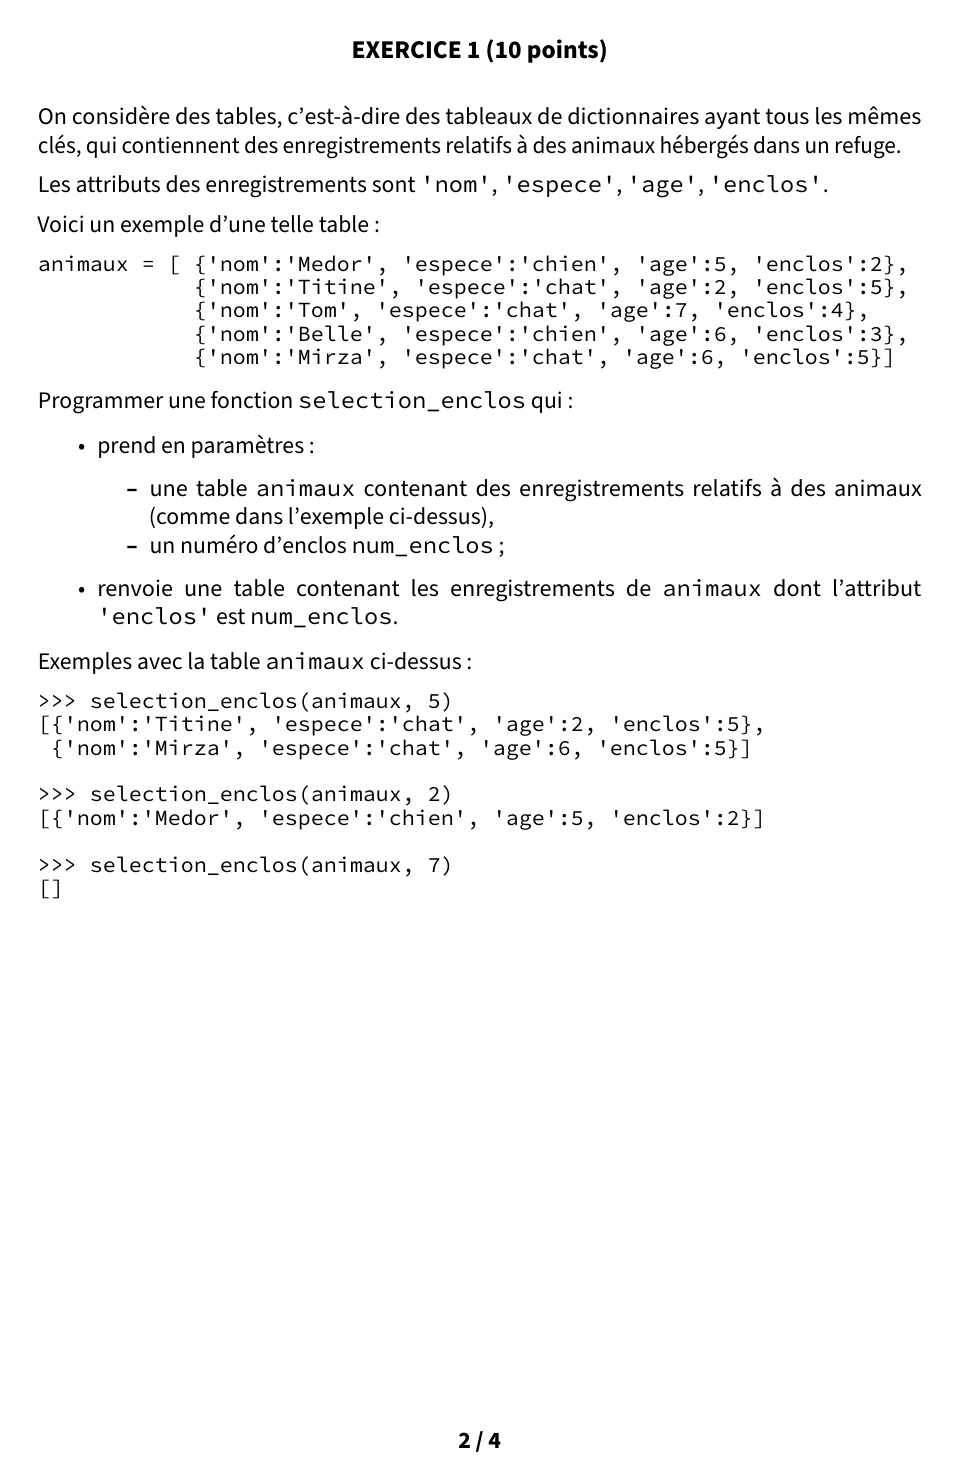 EXERCICE 1 (10 points)
On considère des tables, c’est-à-dire des tableaux de dictionnaires ayant tous les mêmes
clés, qui contiennent des enregistrements relatifs à des animaux hébergés dans un refuge.
Les attributs des enregistrements sont 'nom', 'espece', 'age', 'enclos'.
Voici un exemple d’une telle table :
animaux = [ {'nom':'Medor', 'espece':'chien', 'age':5, 'enclos':2},
            {'nom':'Titine', 'espece':'chat', 'age':2, 'enclos':5},
            {'nom':'Tom', 'espece':'chat', 'age':7, 'enclos':4},
            {'nom':'Belle', 'espece':'chien', 'age':6, 'enclos':3},
            {'nom':'Mirza', 'espece':'chat', 'age':6, 'enclos':5}]
Programmer une fonction selection_enclos qui :
• prend en paramètres :
– une table animaux contenant des enregistrements relatifs à des animaux
(comme dans l’exemple ci-dessus),
– un numéro d’enclos num_enclos ;
• renvoie une table contenant les enregistrements de animaux dont l’attribut
'enclos' est num_enclos.
Exemples avec la table animaux ci-dessus :
>>> selection_enclos(animaux, 5)
[{'nom':'Titine', 'espece':'chat', 'age':2, 'enclos':5},
 {'nom':'Mirza', 'espece':'chat', 'age':6, 'enclos':5}]
>>> selection_enclos(animaux, 2)
[{'nom':'Medor', 'espece':'chien', 'age':5, 'enclos':2}]
>>> selection_enclos(animaux, 7)
[]
2 / 4